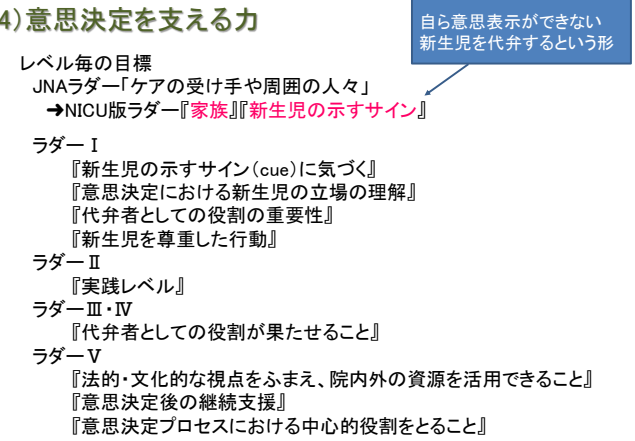 4)意思決定を支える力
自ら意思表示ができない
新生児を代弁するという形
レベル毎の目標
JNAラダー「ケアの受け手や周囲の人々」
➜NICU版ラダー『家族』『新生児の示すサイン』
ラダーⅠ
『新生児の示すサイン(cue)に気づく』
『意思決定における新生児の立場の理解』
『代弁者としての役割の重要性』
『新生児を尊重した行動』
ラダーⅡ
『実践レベル』
ラダーⅢ・Ⅳ
『代弁者としての役割が果たせること』
ラダーⅤ
『法的・文化的な視点をふまえ、院内外の資源を活用できること』
『意思決定後の継続支援』
『意思決定プロセスにおける中心的役割をとること』